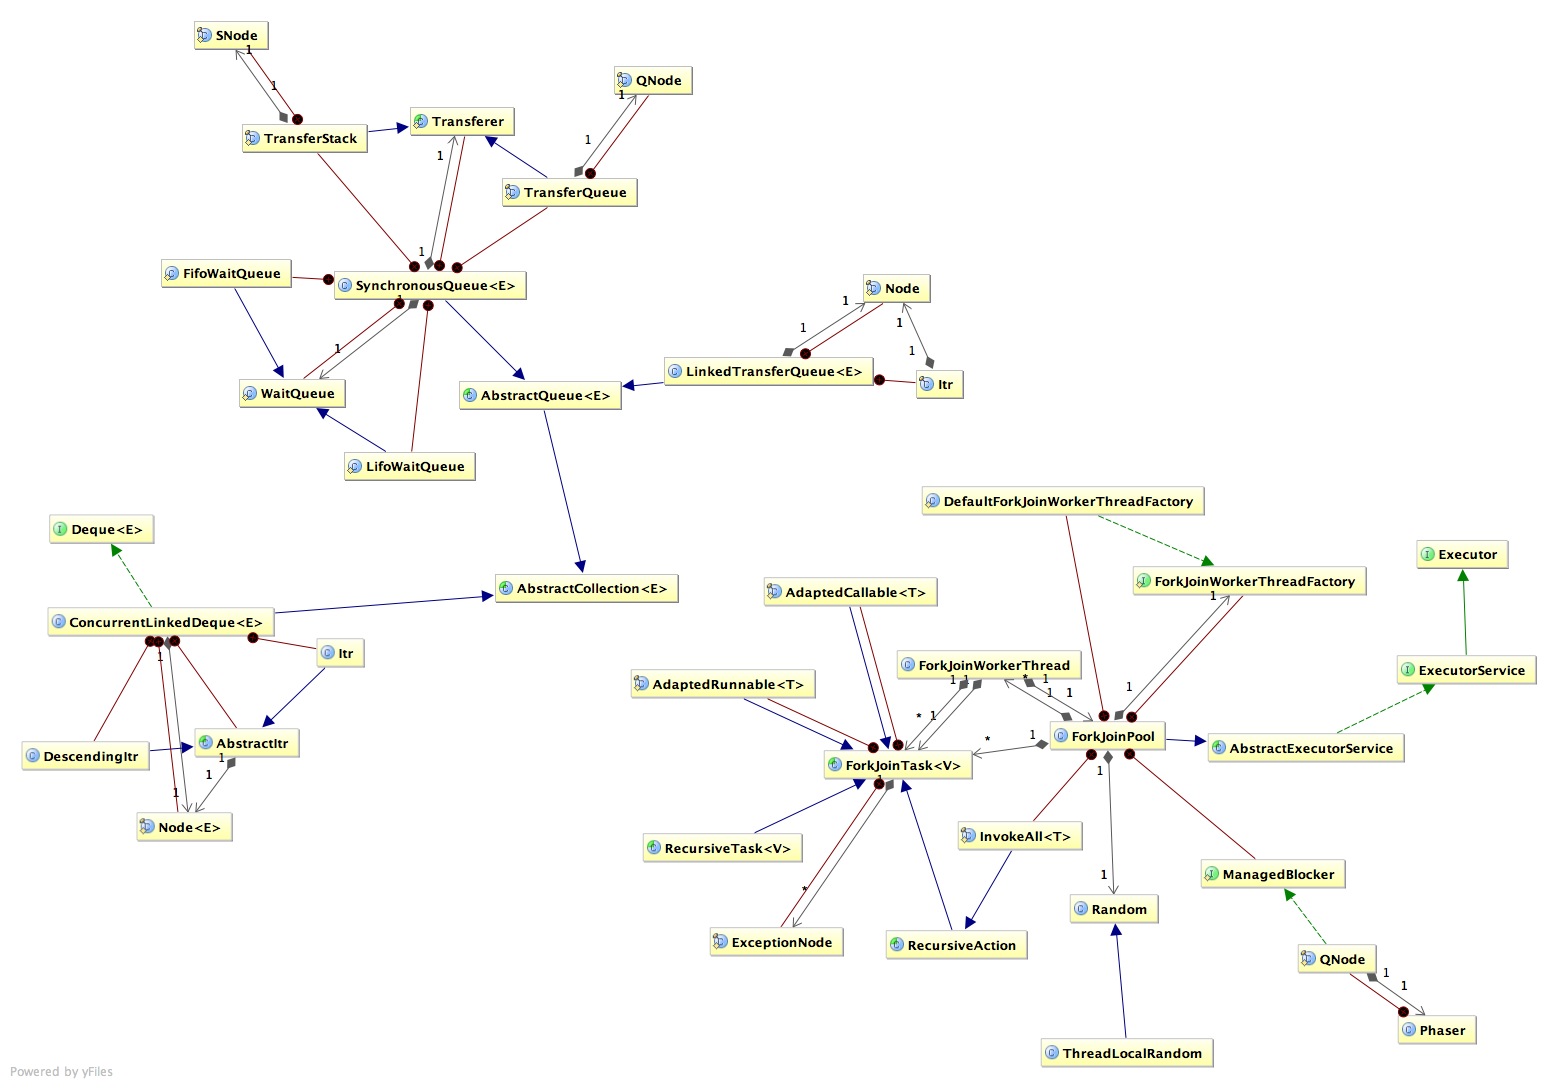 SNode
1
1
QNode
1
Transferer
TransferStack
1
1
TransferQueue
1
FifoWaitQueue
SynchronousQueue<E>
1
Node
1
1
1
1
1
LinkedTransferQueue<E>
Itr
WaitQueue
AbstractQueue<E>
LifoWaitQueue
DefaultForkJoinWorkerThreadFactory
Deque<E>
Executor
ForkJoinWorkerThreadFactory
1
AbstractCollection<E>
AdaptedCallable<T>
ConcurrentLinkedDeque<E>
1
Itr
ForkJoinWorkerThread
ExecutorService
1
1
*
1
1
1
1
AdaptedRunnable<T>
*
1
1
*
ForkJoinPool
AbstractExecutorService
AbstractItr
DescendingItr
1
1
1
ForkJoinTask<V>
1
1
Node<E>
RecursiveTask<V>
InvokeAll<T>
ManagedBlocker
1
*
Random
ExceptionNode
RecursiveAction
QNode
1
1
Phaser
ThreadLocalRandom
Powered by yFiles